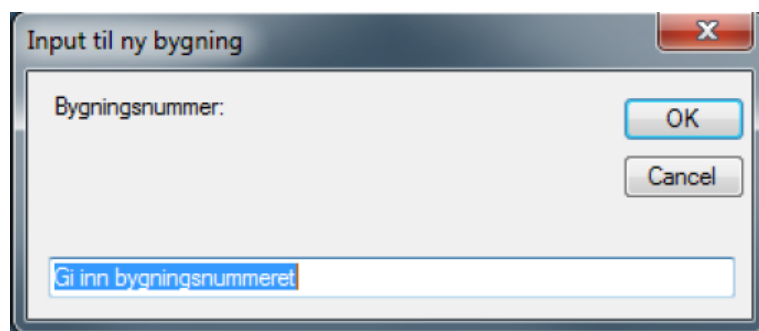 Input til ny bygning
Bygningsnummer:
OK
Cancel
Gi inn bygningsnummeret